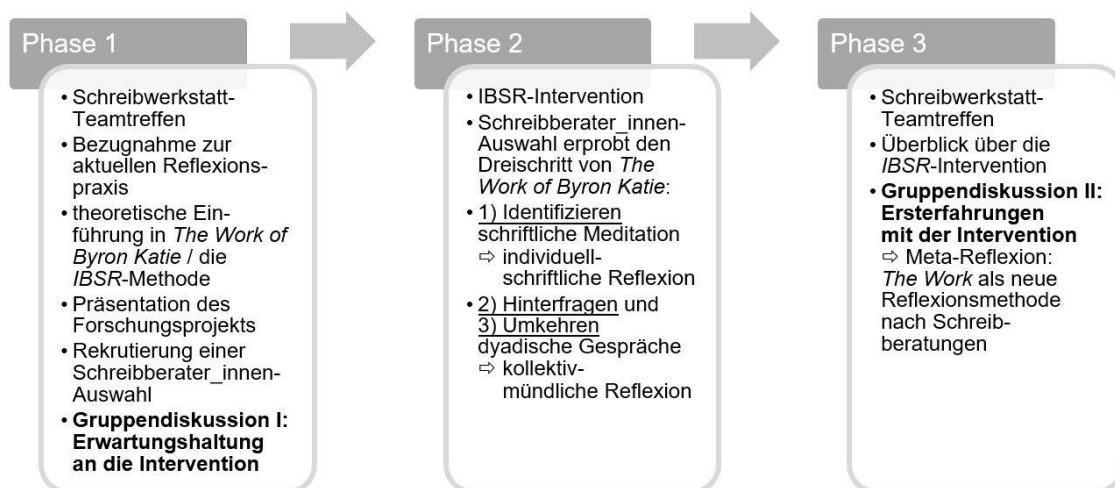 Phase 1
• Schreibwerkstatt-
Teamtreffen
• Bezugnahme zur
aktuellen Reflexions-
praxis
• theoretische Ein-
führung in The Work of
Byron Katie / die
IBSR-Methode
• Präsentation des
Forschungsprojekts
• Rekrutierung einer
Schreibberater_innen-
Auswahl
• Gruppendiskussion I:
Erwartungshaltung
an die Intervention
Phase 2
• IBSR-Intervention
• Schreibberater_innen-
Auswahl erprobt den
Dreischritt von The
Work of Byron Katie:
• 1) Identifizieren
schriftliche Meditation
⇨ individuell-
schriftliche Reflexion
• 2) Hinterfragen und
3) Umkehren
dyadische Gespräche
⇨ kollektiv-
mündliche Reflexion
Phase 3
• Schreibwerkstatt-
Teamtreffen
• Überblick über die
IBSR-Intervention
• Gruppendiskussion II:
Ersterfahrungen
mit der Intervention
⇨ Meta-Reflexion:
The Work als neue
Reflexionsmethode
nach Schreib-
beratungen